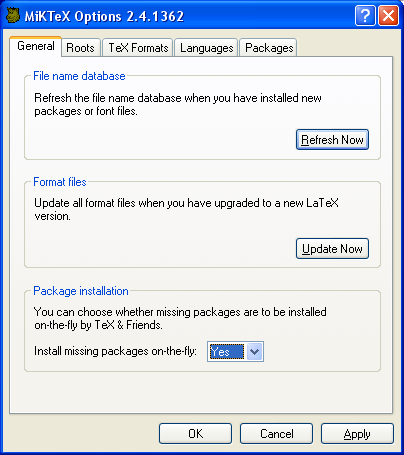 MiKTeX Options 2.4.1362
General Roots TeX Formats Languages Packages
File name database
Refresh the file name database when you have installed new
packages or font files.
Refresh Now
Format files
Update all format files when you have upgraded to a new LaTeX
version.
Update Now
Package installation
You can choose whether missing packages are to be installed
on-the-fly by TeX & Friends.
Install missing packages on-the-fly: Yes
OK Cancel Apply